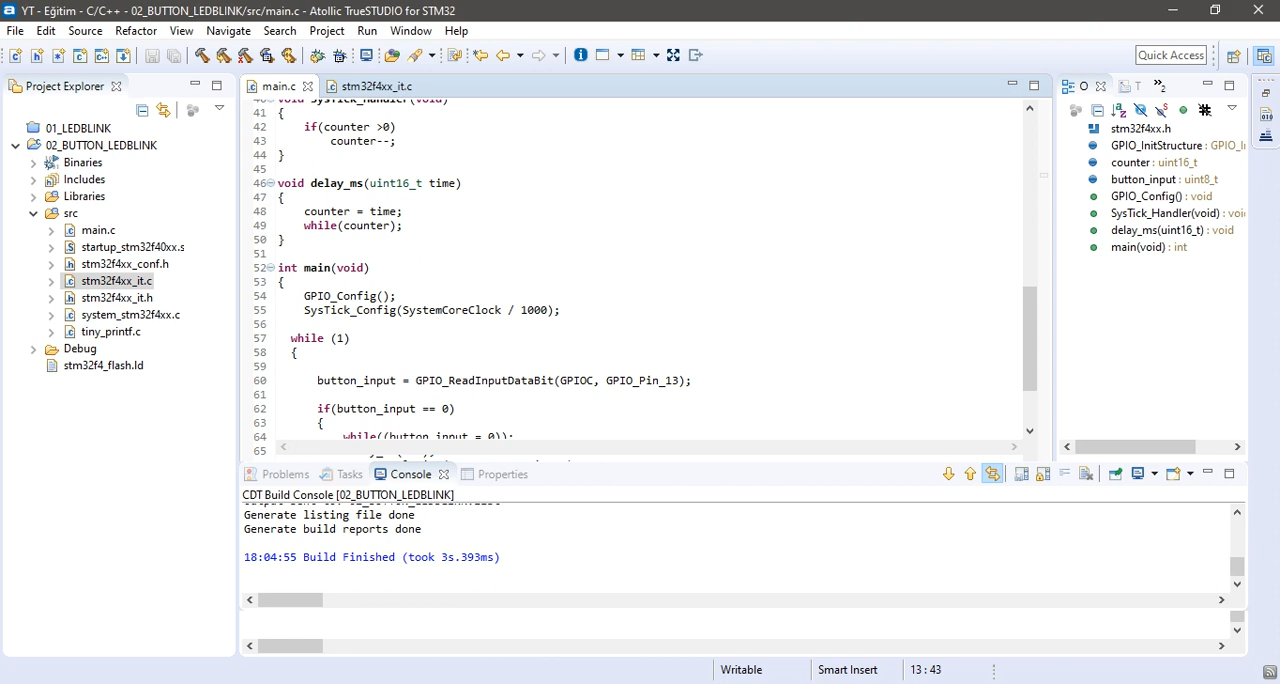 YT - Eğitim - C/C++ - 02_BUTTON_LEDBLINK/src/main.c - Atollic TrueSTUDIO for STM32
File Edit Source Refactor View Navigate Search Project Run Window Help
Quick Access
Project Explorer
01_LEDBLINK
02_BUTTON_LEDBLINK
Binaries
Includes
Libraries
src
main.c
startup_stm32f40xx.s
stm32f4xx_conf.h
stm32f4xx_it.c
stm32f4xx_it.h
system_stm32f4xx.c
tiny_printf.c
Debug
stm32f4_flash.ld
main.c stm32f4xx_it.c
40 void SysTick_Handler(void)
41 {
42 if(counter >0)
43 counter--;
44 }
45
46 void delay_ms(uint16_t time)
47 {
48 counter = time;
49 while(counter);
50 }
51
52 int main(void)
53 {
54 GPIO_Config();
55 SysTick_Config(SystemCoreClock / 1000);
56
57 while (1)
58 {
59
60 button_input = GPIO_ReadInputDataBit(GPIOC, GPIO_Pin_13);
61
62 if(button_input == 0)
63 {
64 while((button_input = 0));
65
O T 2
stm32f4xx.h
GPIO_InitStructure : GPIO_I
counter : uint16_t
button_input : uint8_t
GPIO_Config() : void
SysTick_Handler(void) : voi
delay_ms(uint16_t) : void
main(void) : int
Problems Tasks Console Properties
CDT Build Console [02_BUTTON_LEDBLINK]
Generate listing file done
Generate build reports done
18:04:55 Build Finished (took 3s.393ms)
Writable Smart Insert 13 : 43